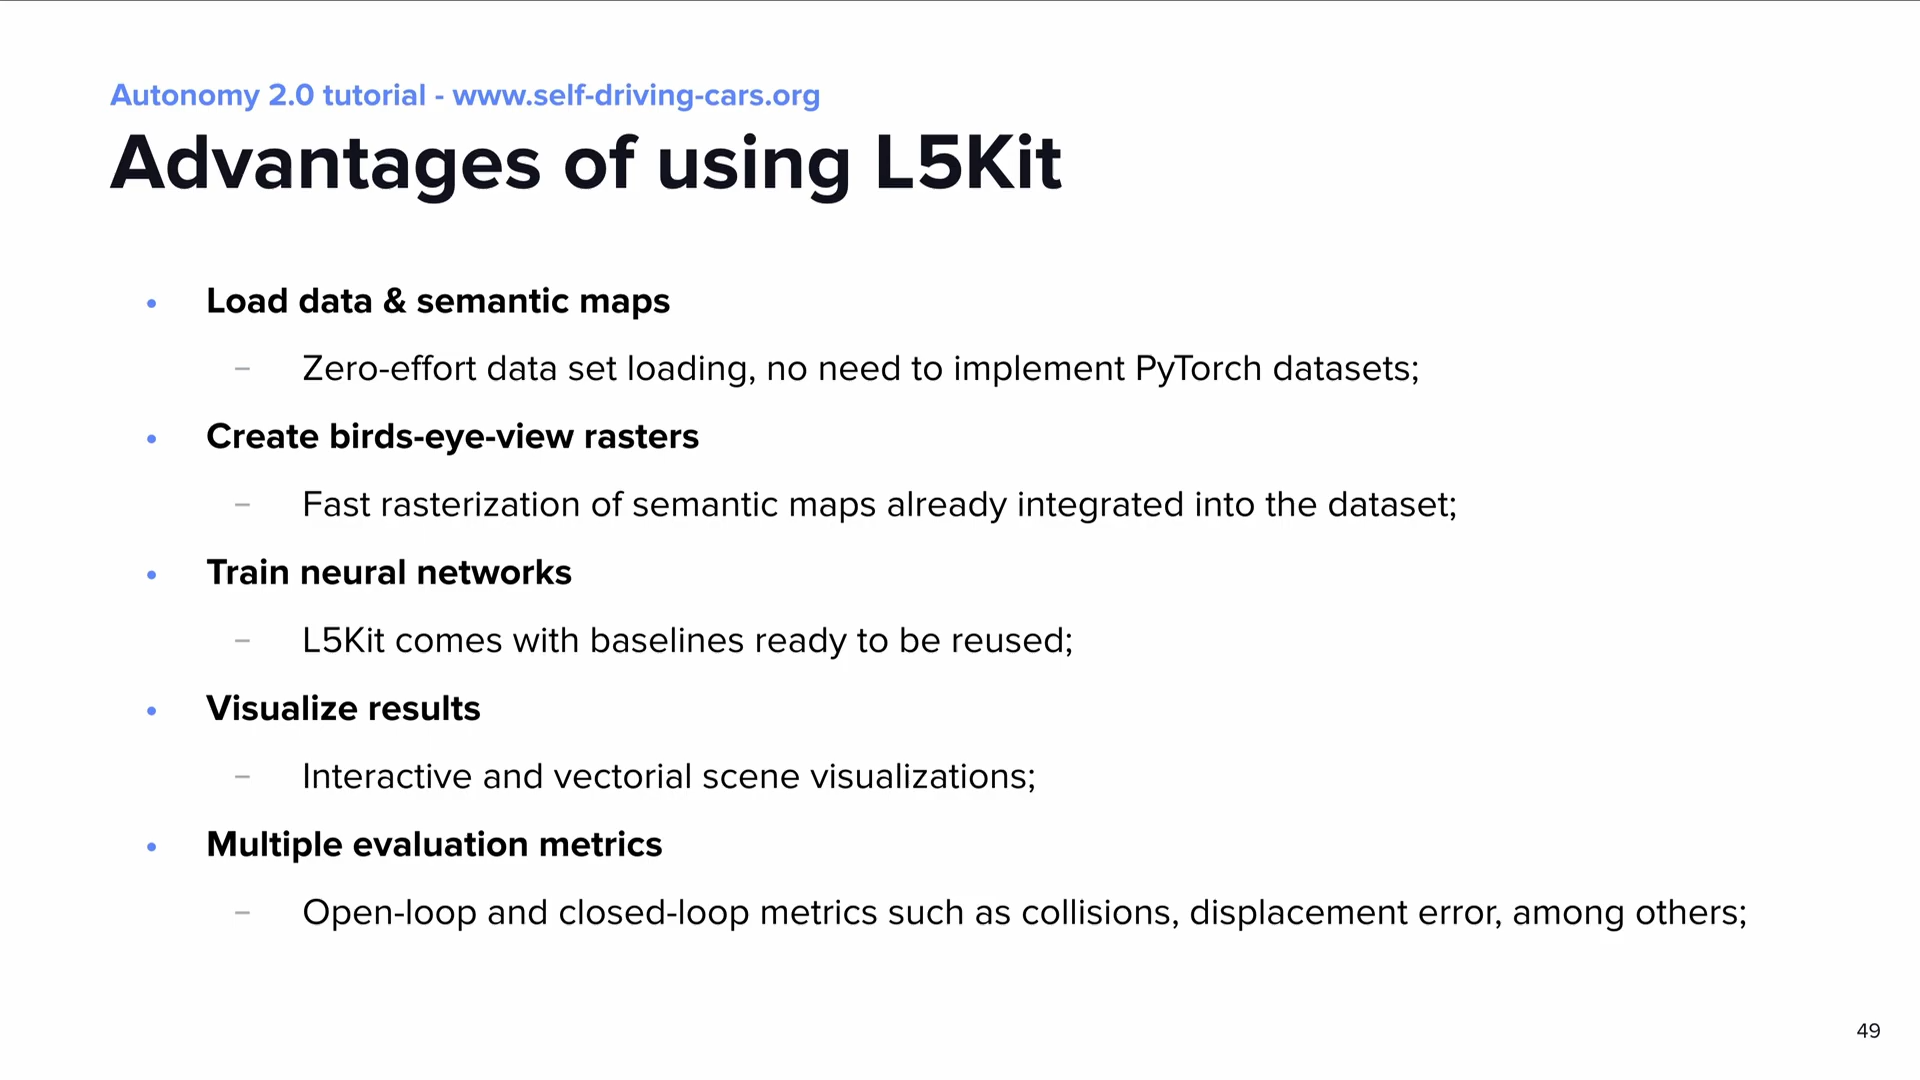 Autonomy 2.0 tutorial - www.self-driving-cars.org
Advantages of using L5Kit
• Load data & semantic maps
– Zero-effort data set loading, no need to implement PyTorch datasets;
• Create birds-eye-view rasters
– Fast rasterization of semantic maps already integrated into the dataset;
• Train neural networks
– L5Kit comes with baselines ready to be reused;
• Visualize results
– Interactive and vectorial scene visualizations;
• Multiple evaluation metrics
– Open-loop and closed-loop metrics such as collisions, displacement error, among others;
49